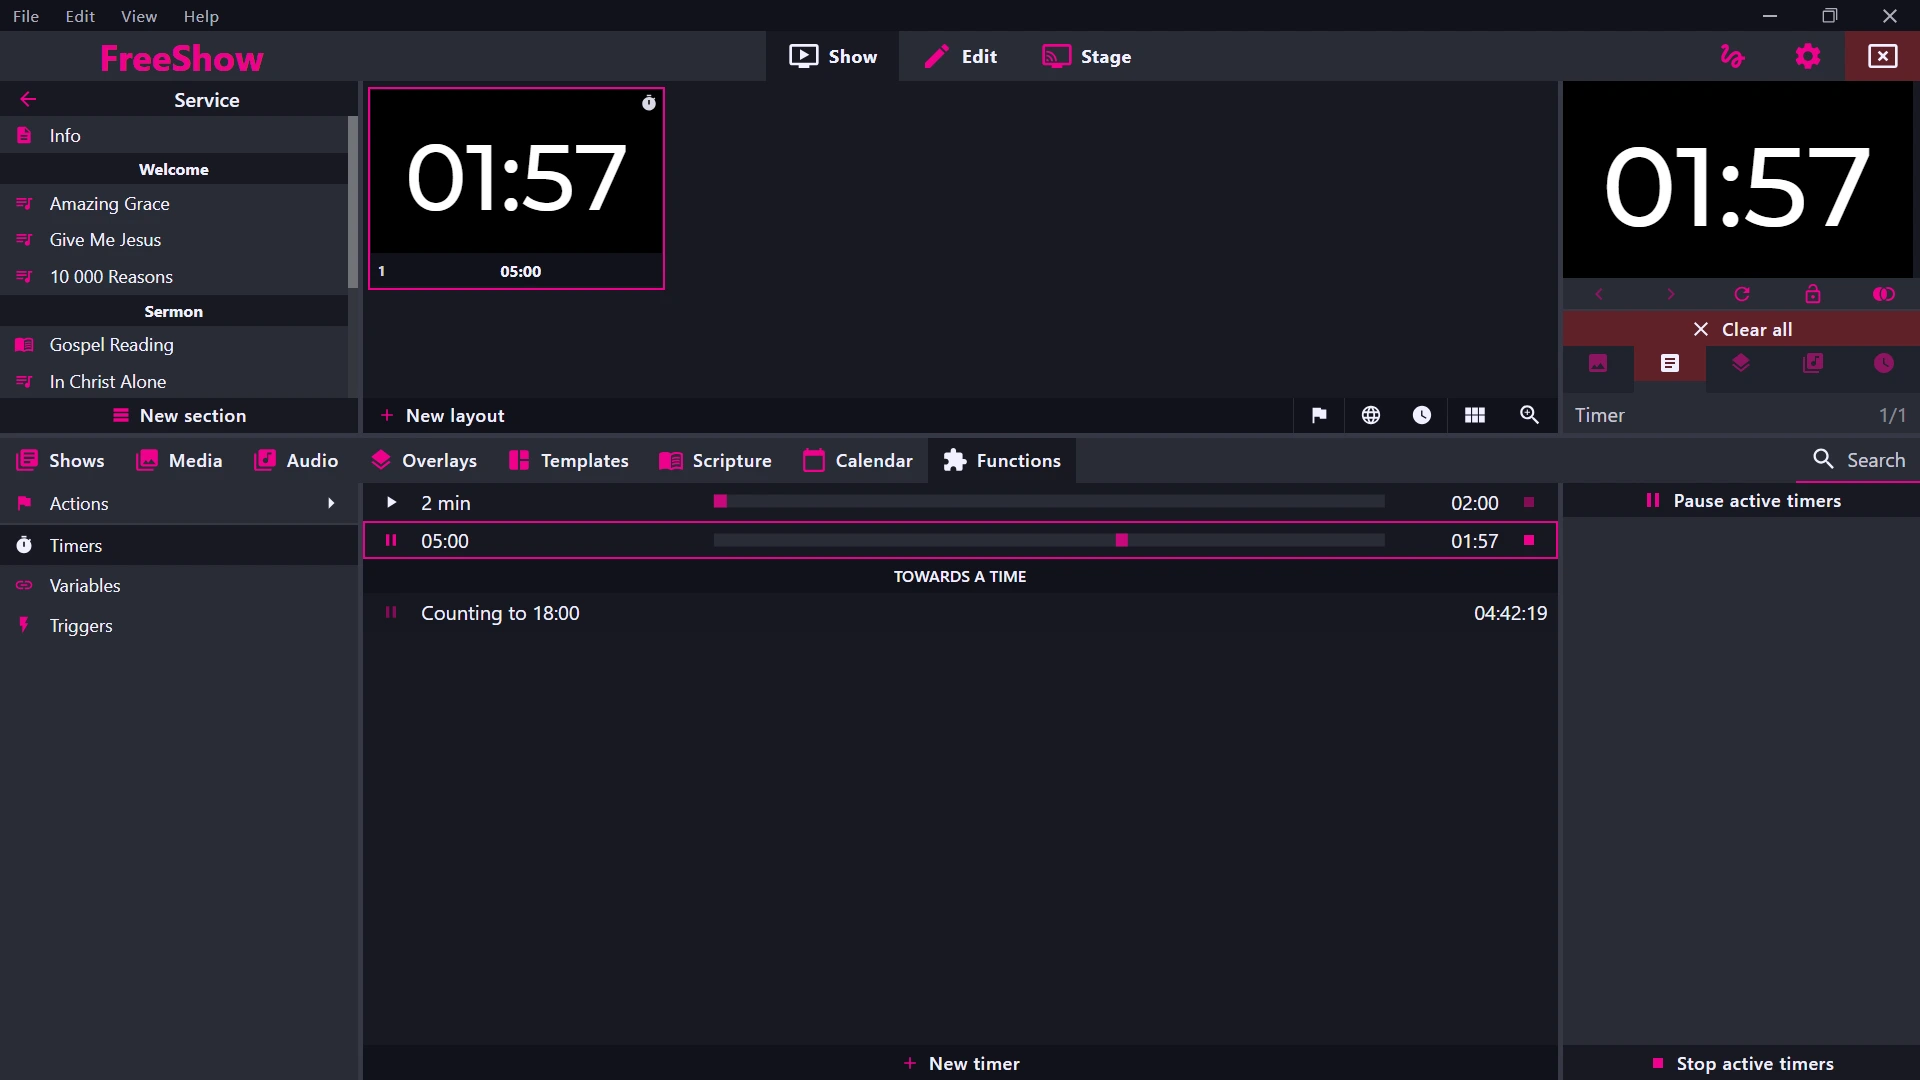 File Edit View Help
FreeShow
Show Edit Stage
Service
Info
Welcome
Amazing Grace
Give Me Jesus
10 000 Reasons
Sermon
Gospel Reading
In Christ Alone
New section
01:57
1 05:00
New layout
01:57
Clear all
Timer 1/1
Shows Media Audio Overlays Templates Scripture Calendar Functions Search
Actions
Timers
Variables
Triggers
2 min 02:00
05:00 01:57
TOWARDS A TIME
Counting to 18:00 04:42:19
New timer
Pause active timers
Stop active timers